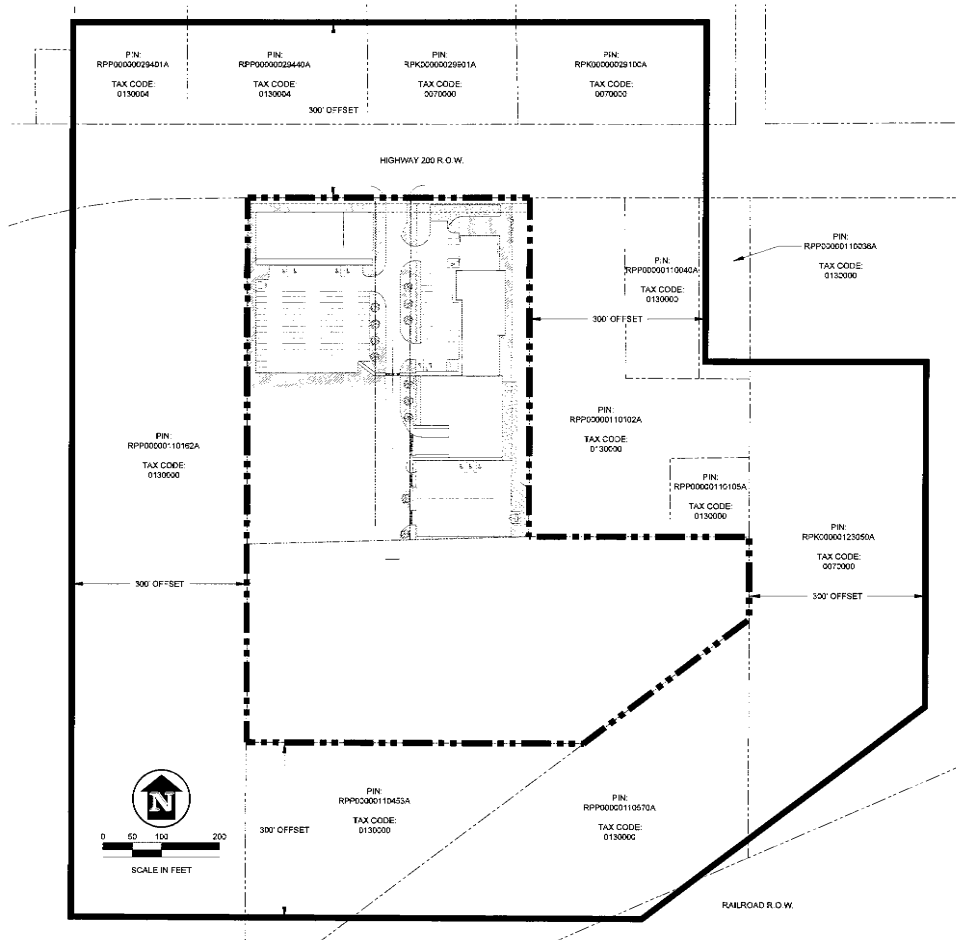 PIN:
RPP00000029401A
TAX CODE:
0130004
PIN:
RPP00000029440A
TAX CODE:
0130004
PIN:
RPK00000029901A
TAX CODE:
0070000
PIN:
RPK00000029100A
TAX CODE:
0070000
300' OFFSET
HIGHWAY 200 R.O.W.
PIN:
RPP00000110036A
TAX CODE:
0130000
PIN:
RPP00000110040A
TAX CODE:
0130000
300' OFFSET
PIN:
RPP00000110102A
TAX CODE:
0130000
PIN:
RPP00000110162A
TAX CODE:
0130000
PIN:
RPP00000110105A
TAX CODE:
0130000
PIN:
RPK00000123050A
TAX CODE:
0070000
300' OFFSET
300' OFFSET
PIN:
RPP00000110453A
TAX CODE:
0130000
PIN:
RPP00000110570A
TAX CODE:
0130000
300' OFFSET
N
0 50 100 200
SCALE IN FEET
RAILROAD R.O.W.